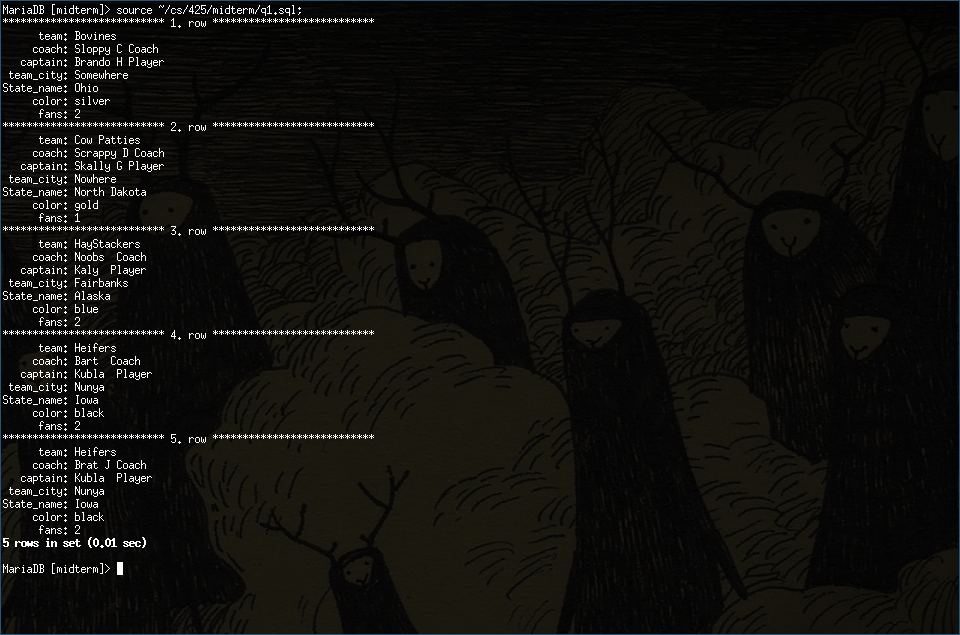 MariaDB [midterm]> source ~/cs/425/midterm/q1.sql;
*************************** 1. row ***************************
team: Bovines
coach: Sloppy C Coach
captain: Brando H Player
team_city: Somewhere
State_name: Ohio
color: silver
fans: 2
*************************** 2. row ***************************
team: Cow Patties
coach: Scrappy D Coach
captain: Skally G Player
team_city: Nowhere
State_name: North Dakota
color: gold
fans: 1
*************************** 3. row ***************************
team: HayStackers
coach: Noobs  Coach
captain: Kaly  Player
team_city: Fairbanks
State_name: Alaska
color: blue
fans: 2
*************************** 4. row ***************************
team: Heifers
coach: Bart  Coach
captain: Kubla  Player
team_city: Nunya
State_name: Iowa
color: black
fans: 2
*************************** 5. row ***************************
team: Heifers
coach: Brat J Coach
captain: Kubla  Player
team_city: Nunya
State_name: Iowa
color: black
fans: 2
5 rows in set (0.01 sec)
MariaDB [midterm]>